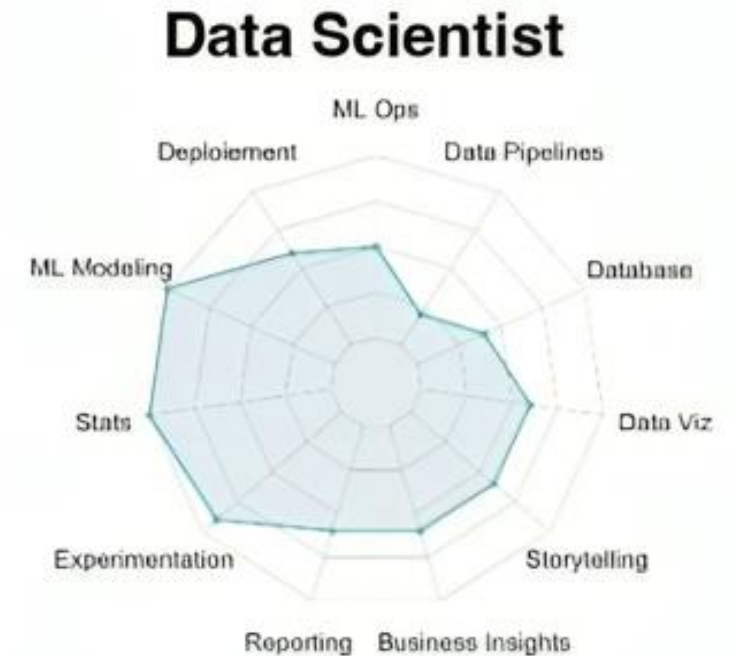 Data Scientist
ML Ops
Deploiement
Data Pipelines
ML Modeling
Database
Stats
Data Viz
Experimentation
Storytelling
Reporting
Business Insights